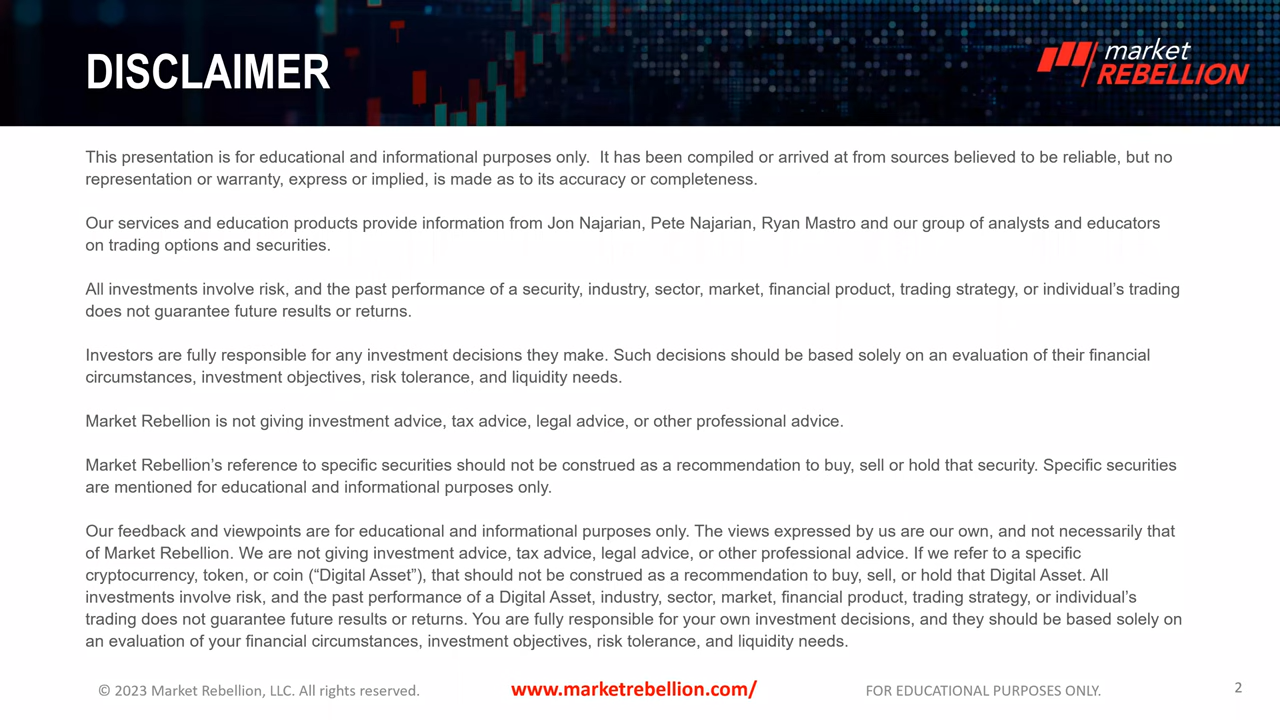 DISCLAIMER
market
REBELLION
This presentation is for educational and informational purposes only.  It has been compiled or arrived at from sources believed to be reliable, but no
representation or warranty, express or implied, is made as to its accuracy or completeness.
Our services and education products provide information from Jon Najarian, Pete Najarian, Ryan Mastro and our group of analysts and educators
on trading options and securities.
All investments involve risk, and the past performance of a security, industry, sector, market, financial product, trading strategy, or individual’s trading
does not guarantee future results or returns.
Investors are fully responsible for any investment decisions they make. Such decisions should be based solely on an evaluation of their financial
circumstances, investment objectives, risk tolerance, and liquidity needs.
Market Rebellion is not giving investment advice, tax advice, legal advice, or other professional advice.
Market Rebellion’s reference to specific securities should not be construed as a recommendation to buy, sell or hold that security. Specific securities
are mentioned for educational and informational purposes only.
Our feedback and viewpoints are for educational and informational purposes only. The views expressed by us are our own, and not necessarily that
of Market Rebellion. We are not giving investment advice, tax advice, legal advice, or other professional advice. If we refer to a specific
cryptocurrency, token, or coin (“Digital Asset”), that should not be construed as a recommendation to buy, sell, or hold that Digital Asset. All
investments involve risk, and the past performance of a Digital Asset, industry, sector, market, financial product, trading strategy, or individual’s
trading does not guarantee future results or returns. You are fully responsible for your own investment decisions, and they should be based solely on
an evaluation of your financial circumstances, investment objectives, risk tolerance, and liquidity needs.
© 2023 Market Rebellion, LLC. All rights reserved.
www.marketrebellion.com/
FOR EDUCATIONAL PURPOSES ONLY.
2